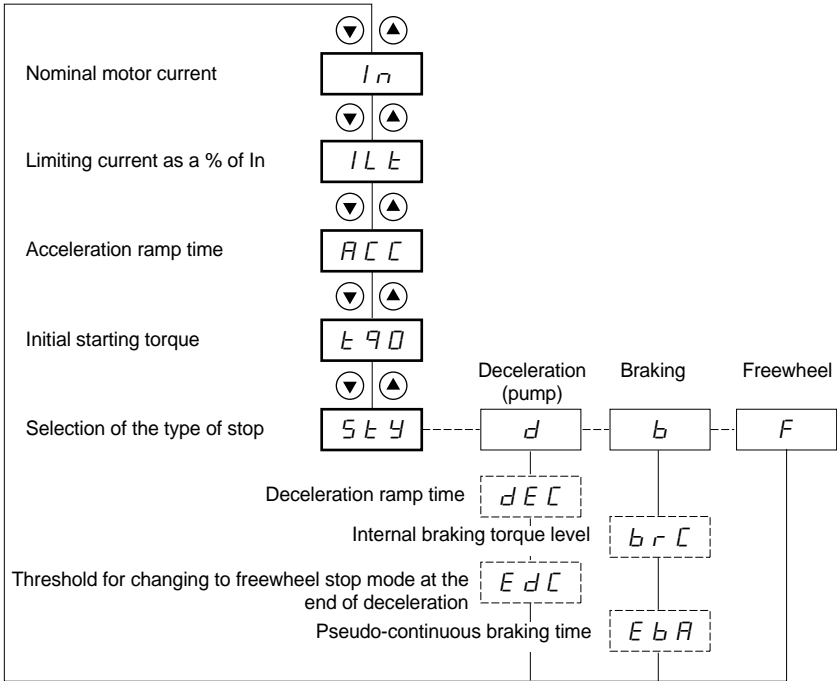 Nominal motor current
In
Limiting current as a % of In
ILt
Acceleration ramp time
ACC
Initial starting torque
tq0
Deceleration
(pump)
Braking
Freewheel
Selection of the type of stop
StY
d
b
F
Deceleration ramp time
dEC
Internal braking torque level
brC
Threshold for changing to freewheel stop mode at the
end of deceleration
EdC
Pseudo-continuous braking time
EbA